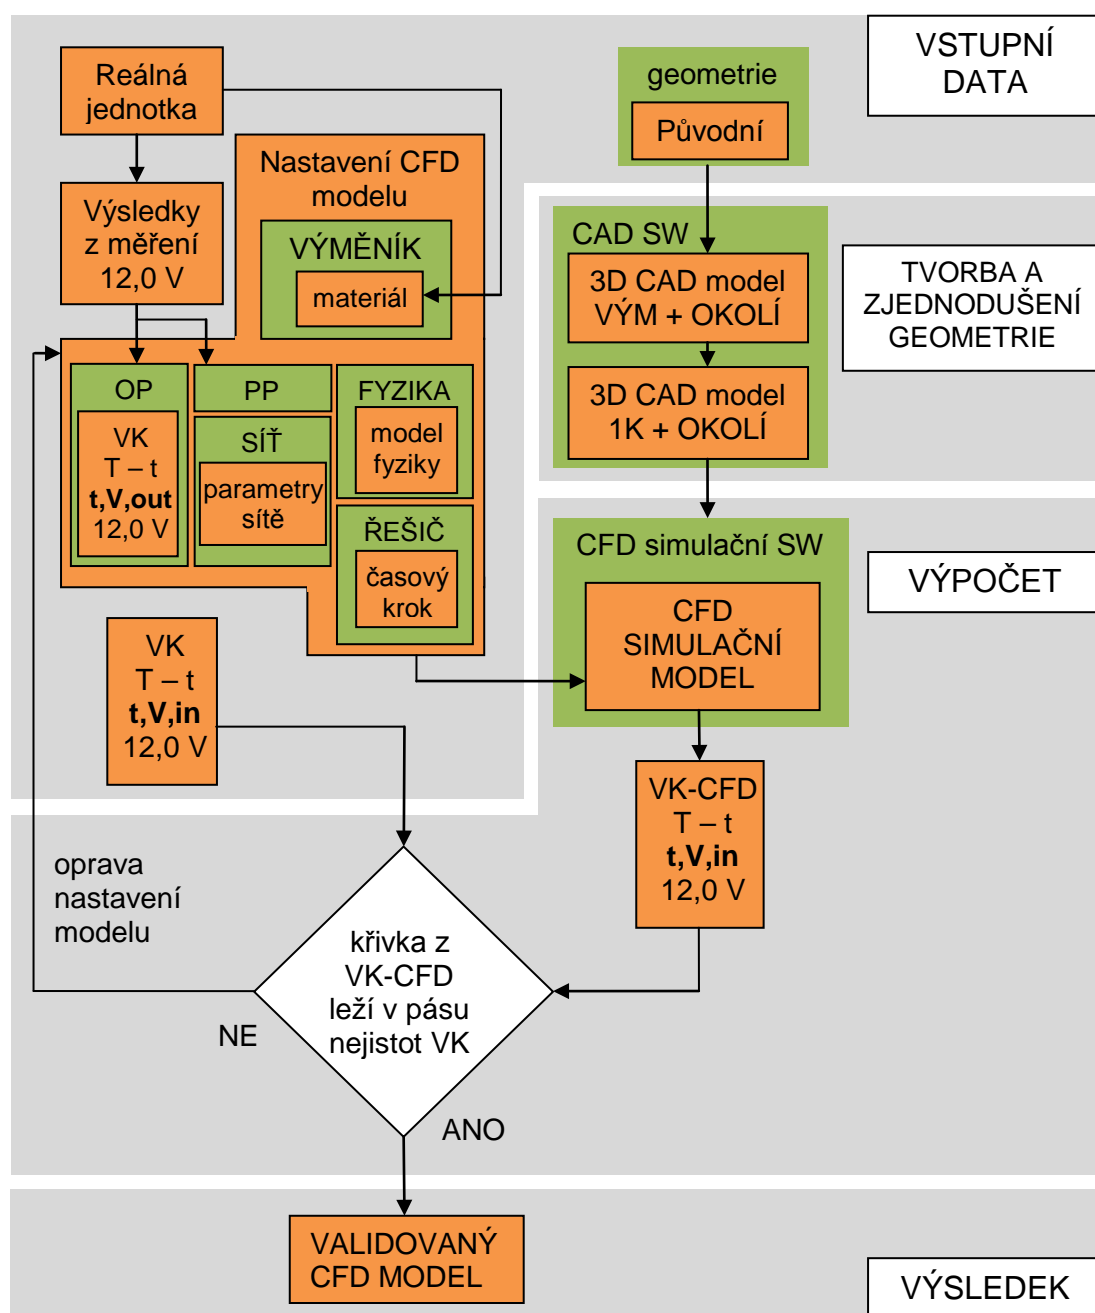 VSTUPNÍ
DATA
Reálná
jednotka
geometrie
Původní
Nastavení CFD
modelu
Výsledky
z měření
12,0 V
VÝMĚNÍK
materiál
CAD SW
3D CAD model
VÝM + OKOLÍ
3D CAD model
1K + OKOLÍ
TVORBA A
ZJEDNODUŠENÍ
GEOMETRIE
OP
VK
T – t
t,V,out
12,0 V
PP
SÍŤ
parametry
sítě
FYZIKA
model
fyziky
ŘEŠIČ
časový
krok
CFD simulační SW
CFD
SIMULAČNÍ
MODEL
VÝPOČET
VK
T – t
t,V,in
12,0 V
VK-CFD
T – t
t,V,in
12,0 V
oprava
nastavení
modelu
křivka z
VK-CFD
leží v pásu
nejistot VK
NE
ANO
VALIDOVANÝ
CFD MODEL
VÝSLEDEK